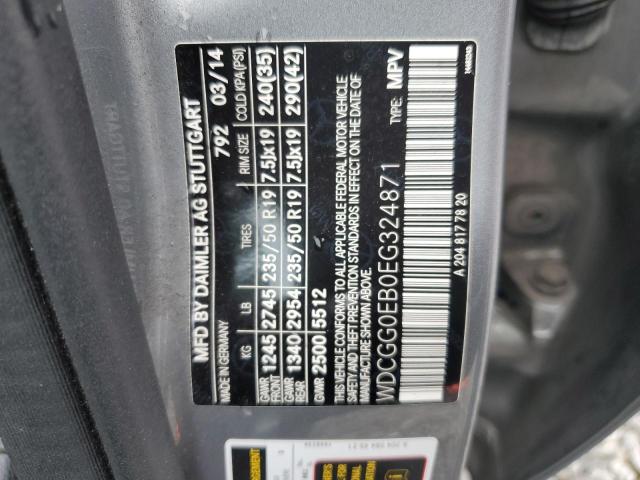 MFD BY DAIMLER AG STUTTGART
MADE IN GERMANY 792 03/14
KG LB TIRES RIM SIZE COLD KPA(PSI)
GAWR FRONT 1245 2745 235/50 R19 7.5jx19 240(35)
GAWR REAR 1340 2954 235/50 R19 7.5jx19 290(42)
GVWR 2500 5512
THIS VEHICLE CONFORMS TO ALL APPLICABLE FEDERAL MOTOR VEHICLE
SAFETY, AND THEFT PREVENTION STANDARDS IN EFFECT ON THE DATE OF
MANUFACTURE SHOWN ABOVE.
WDCGG0EB0EG324871 TYPE: MPV
A 204 817 78 20